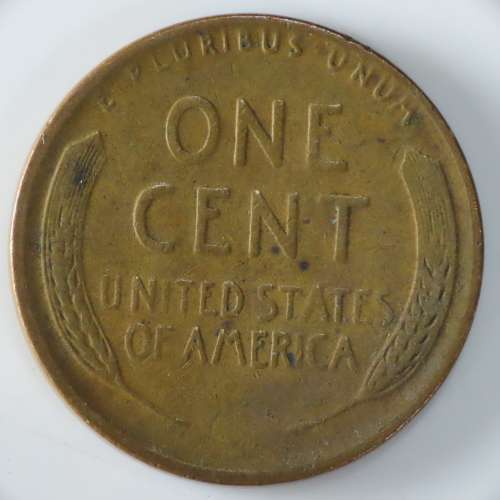 E PLURIBUS UNUM
ONE
CENT
UNITED STATES
OF AMERICA